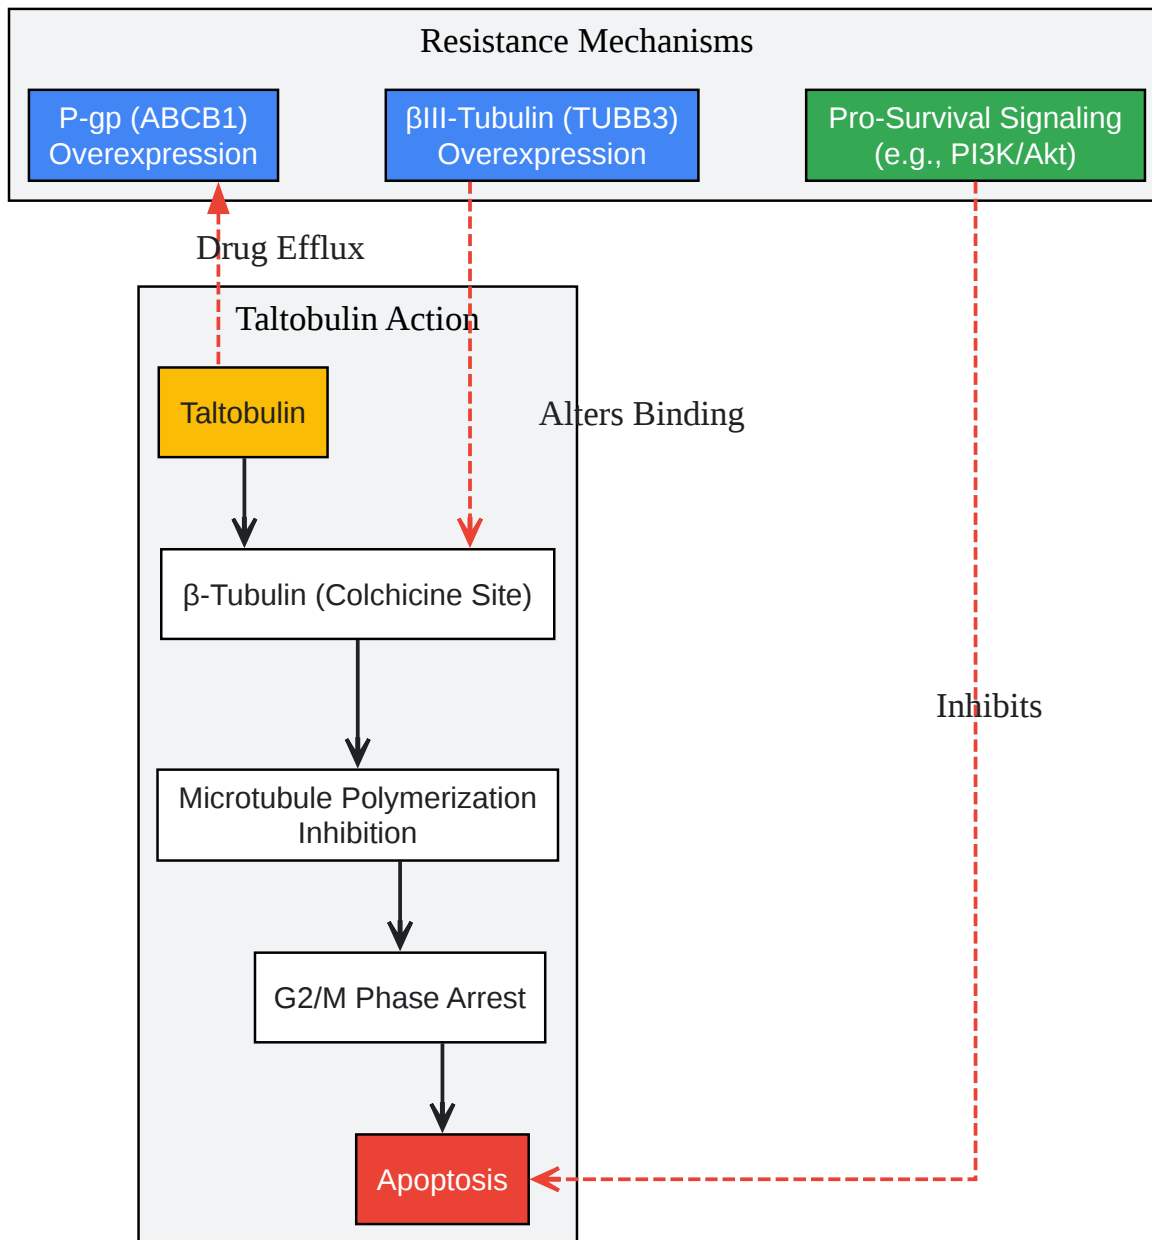 Resistance Mechanisms
P-gp (ABCB1)
Overexpression
βIII-Tubulin (TUBB3)
Overexpression
Pro-Survival Signaling
(e.g., PI3K/Akt)
Drug Efflux
Taltobulin Action
Taltobulin
Alters Binding
β-Tubulin (Colchicine Site)
Inhibits
Microtubule Polymerization
Inhibition
G2/M Phase Arrest
Apoptosis